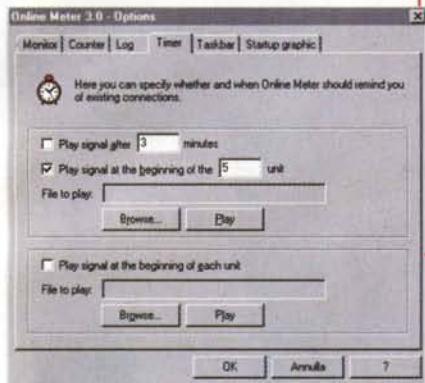 Online Meter 3.0 - Options
Monitor Counter Log Timer Taskbar Startup graphic
Here you can specify whether and when Online Meter should remind you
of existing connections.
Play signal after 3 minutes
Play signal at the beginning of the 5 unit
File to play:
Browse... Play
Play signal at the beginning of each unit
File to play:
Browse... Play
OK Annulla ?